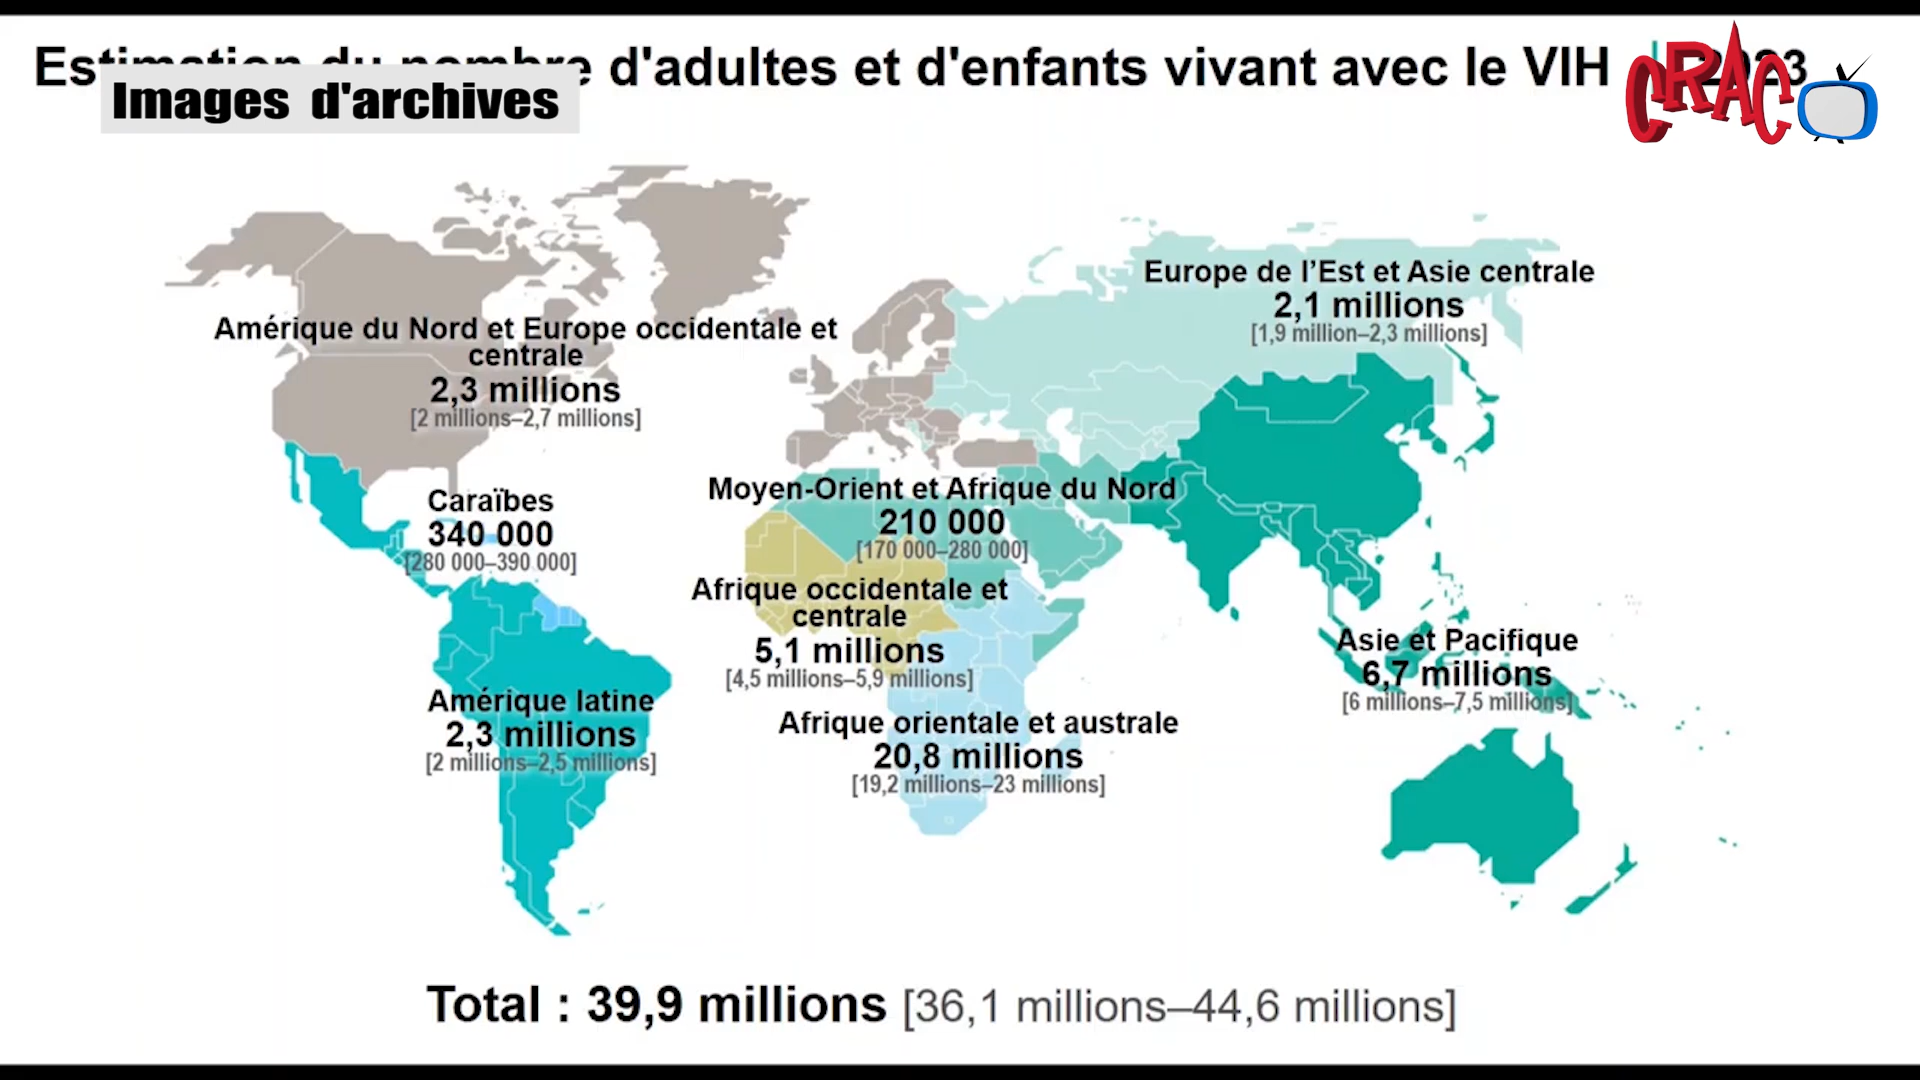 Estimation du nombre d'adultes et d'enfants vivant avec le VIH | 2023
Images d'archives
CRAC
Europe de l’Est et Asie centrale
2,1 millions
[1,9 million–2,3 millions]
Amérique du Nord et Europe occidentale et
centrale
2,3 millions
[2 millions–2,7 millions]
Caraïbes
340 000
[280 000–390 000]
Moyen-Orient et Afrique du Nord
210 000
[170 000–280 000]
Afrique occidentale et
centrale
5,1 millions
[4,5 millions–5,9 millions]
Asie et Pacifique
6,7 millions
[6 millions–7,5 millions]
Amérique latine
2,3 millions
[2 millions–2,5 millions]
Afrique orientale et australe
20,8 millions
[19,2 millions–23 millions]
Total : 39,9 millions [36,1 millions–44,6 millions]